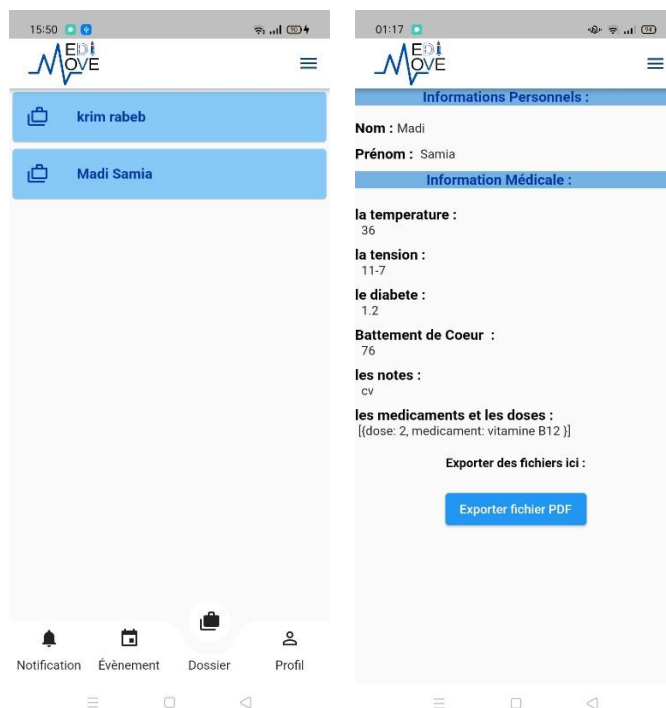 15:50
90
EDi
MOVE
krim rabeb
Madi Samia
Notification Évènement Dossier Profil
01:17
94
EDi
MOVE
Informations Personnels :
Nom : Madi
Prénom : Samia
Information Médicale :
la temperature :
36
la tension :
11-7
le diabete :
1.2
Battement de Coeur :
76
les notes :
cv
les medicaments et les doses :
[{dose: 2, medicament: vitamine B12 }]
Exporter des fichiers ici :
Exporter fichier PDF